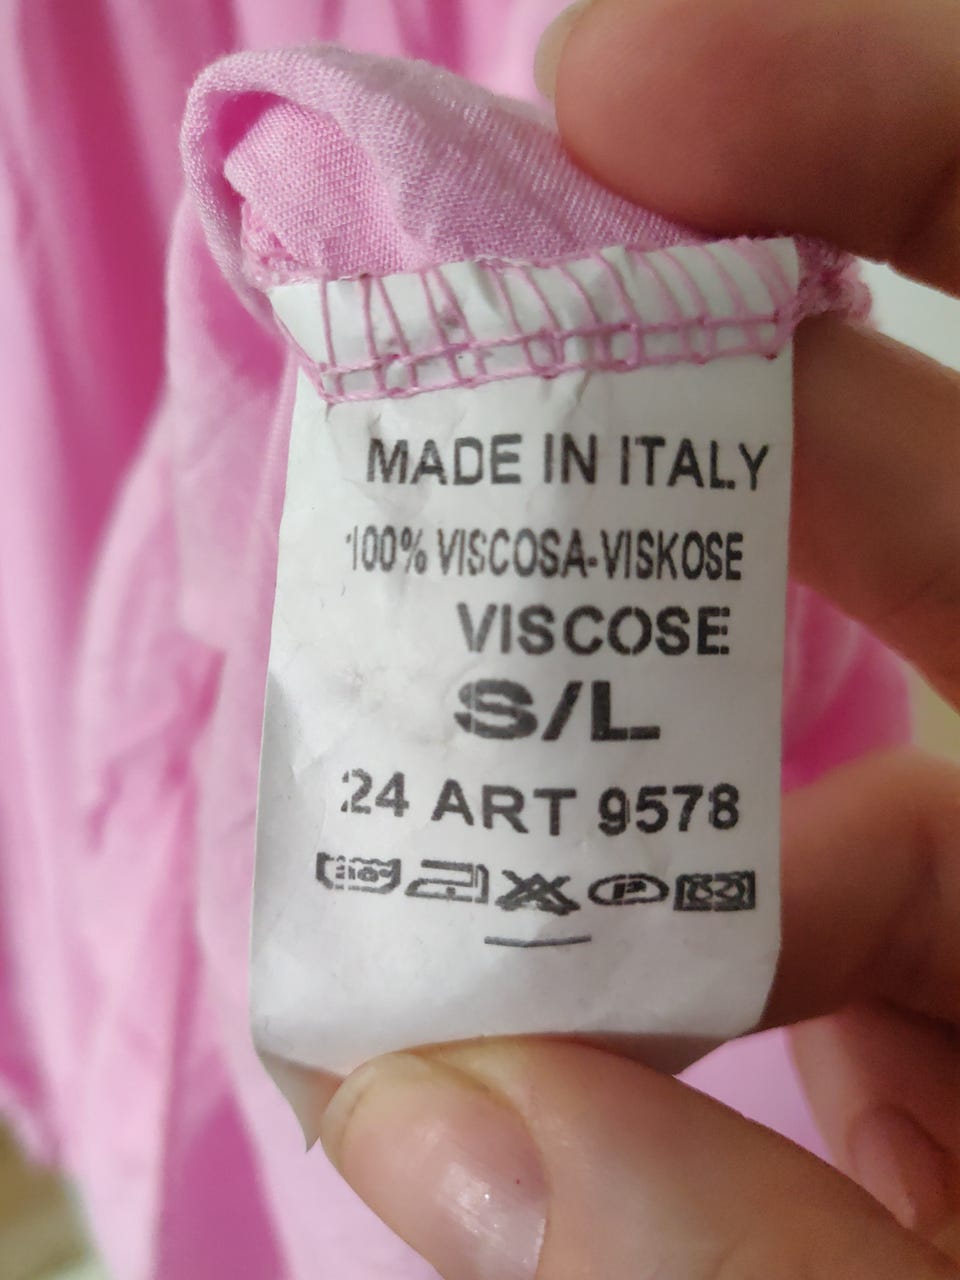 MADE IN ITALY
100% VISCOSA-VISKOSE
VISCOSE
S/L
24 ART 9578
P